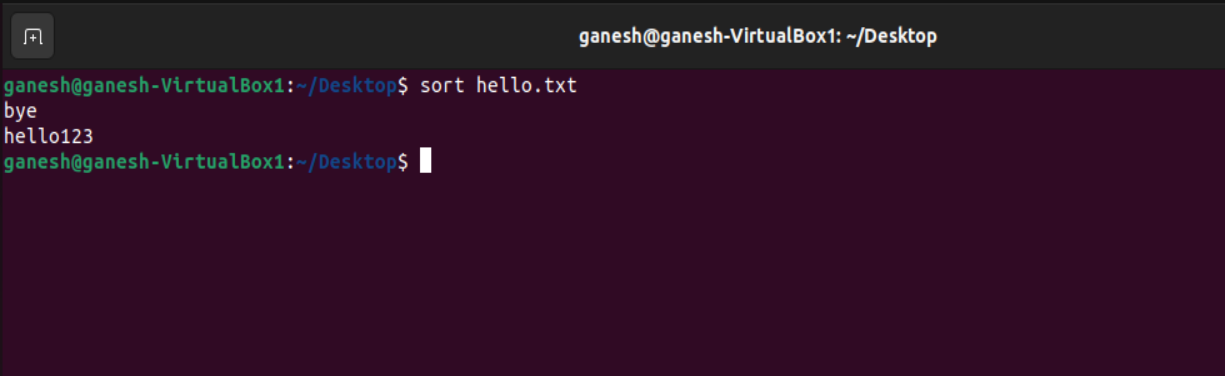 ganesh@ganesh-VirtualBox1: ~/Desktop
ganesh@ganesh-VirtualBox1:~/Desktop$ sort hello.txt
bye
hello123
ganesh@ganesh-VirtualBox1:~/Desktop$